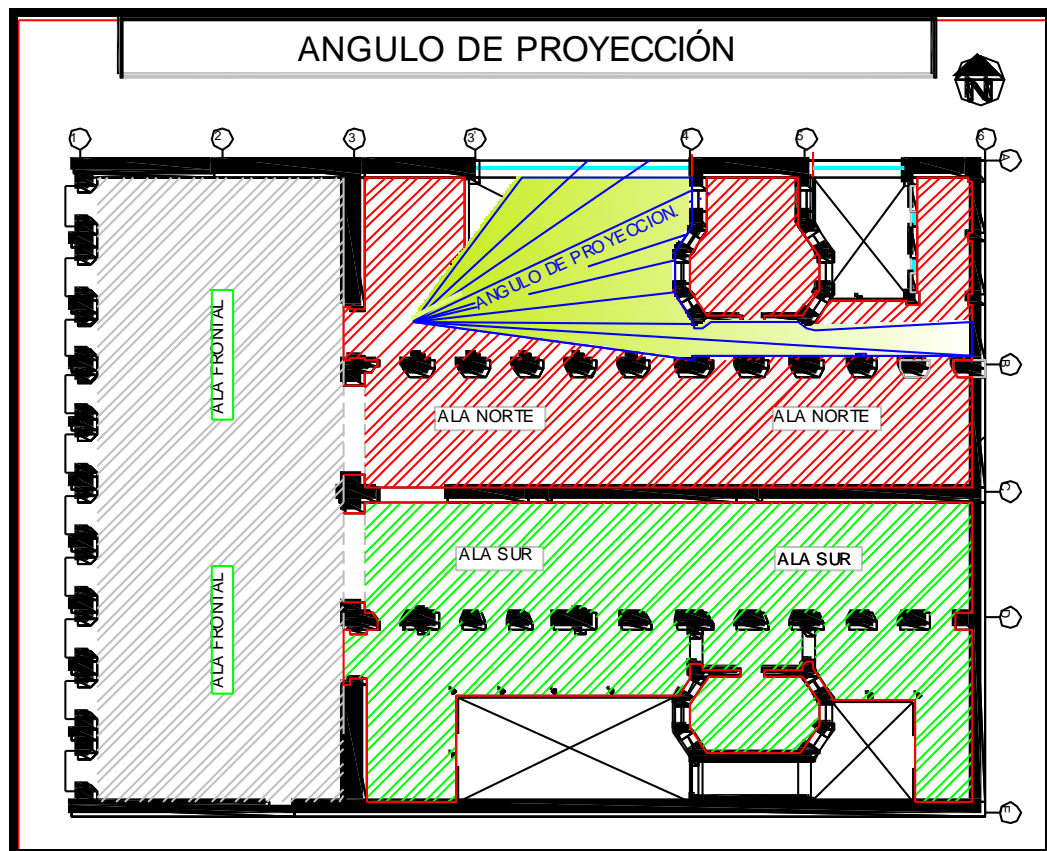 ANGULO DE PROYECCIÓN
N
1 2 3 3' 4 5 6
A
ANGULO DE PROYECCION.
ALA FRONTAL
B
ALA NORTE ALA NORTE
C
ALA SUR ALA SUR
ALA FRONTAL
D
E